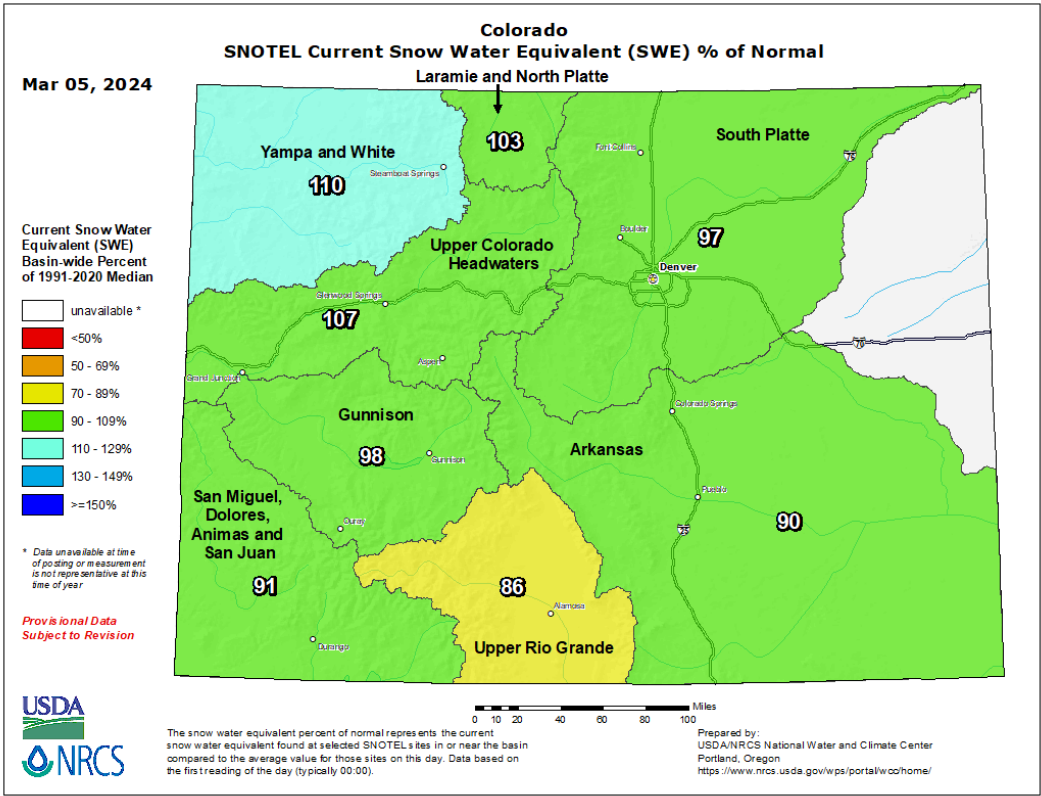 Colorado
SNOTEL Current Snow Water Equivalent (SWE) % of Normal
Mar 05, 2024
Laramie and North Platte
103
South Platte
Fort Collins
76
Yampa and White
Steamboat Springs
110
Current Snow Water
Equivalent (SWE)
Basin-wide Percent
of 1991-2020 Median
unavailable *
<50%
50 - 69%
70 - 89%
90 - 109%
110 - 129%
130 - 149%
>=150%
Upper Colorado
Headwaters
Boulder
97
Denver
Glenwood Springs
107
70
Aspen
Grand Junction
Gunnison
Colorado Springs
98
Gunnison
Arkansas
San Miguel,
Dolores,
Animas and
San Juan
Pueblo
Ouray
25
90
91
86
Alamosa
Durango
Upper Rio Grande
* Data unavailable at time
of posting or measurement
is not representative at this
time of year
Provisional Data
Subject to Revision
USDA
NRCS
0 10 20 40 60 80 100 Miles
The snow water equivalent percent of normal represents the current
snow water equivalent found at selected SNOTEL sites in or near the basin
compared to the average value for those sites on this day. Data based on
the first reading of the day (typically 00:00).
Prepared by:
USDA/NRCS National Water and Climate Center
Portland, Oregon
https://www.nrcs.usda.gov/wps/portal/wcc/home/